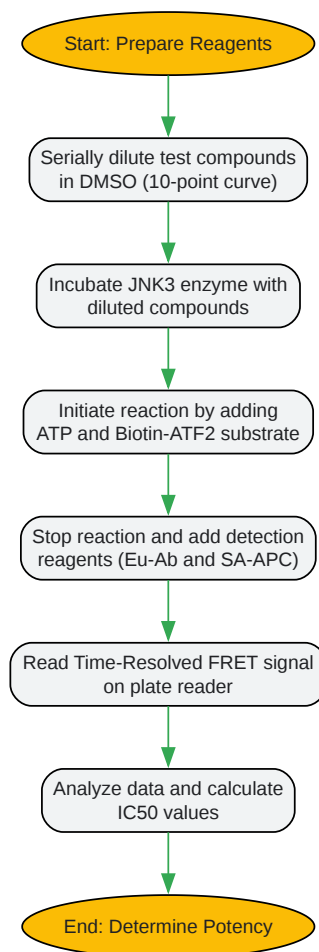 Start: Prepare Reagents
Serially dilute test compounds
in DMSO (10-point curve)
Incubate JNK3 enzyme with
diluted compounds
Initiate reaction by adding
ATP and Biotin-ATF2 substrate
Stop reaction and add detection
reagents (Eu-Ab and SA-APC)
Read Time-Resolved FRET signal
on plate reader
Analyze data and calculate
IC50 values
End: Determine Potency